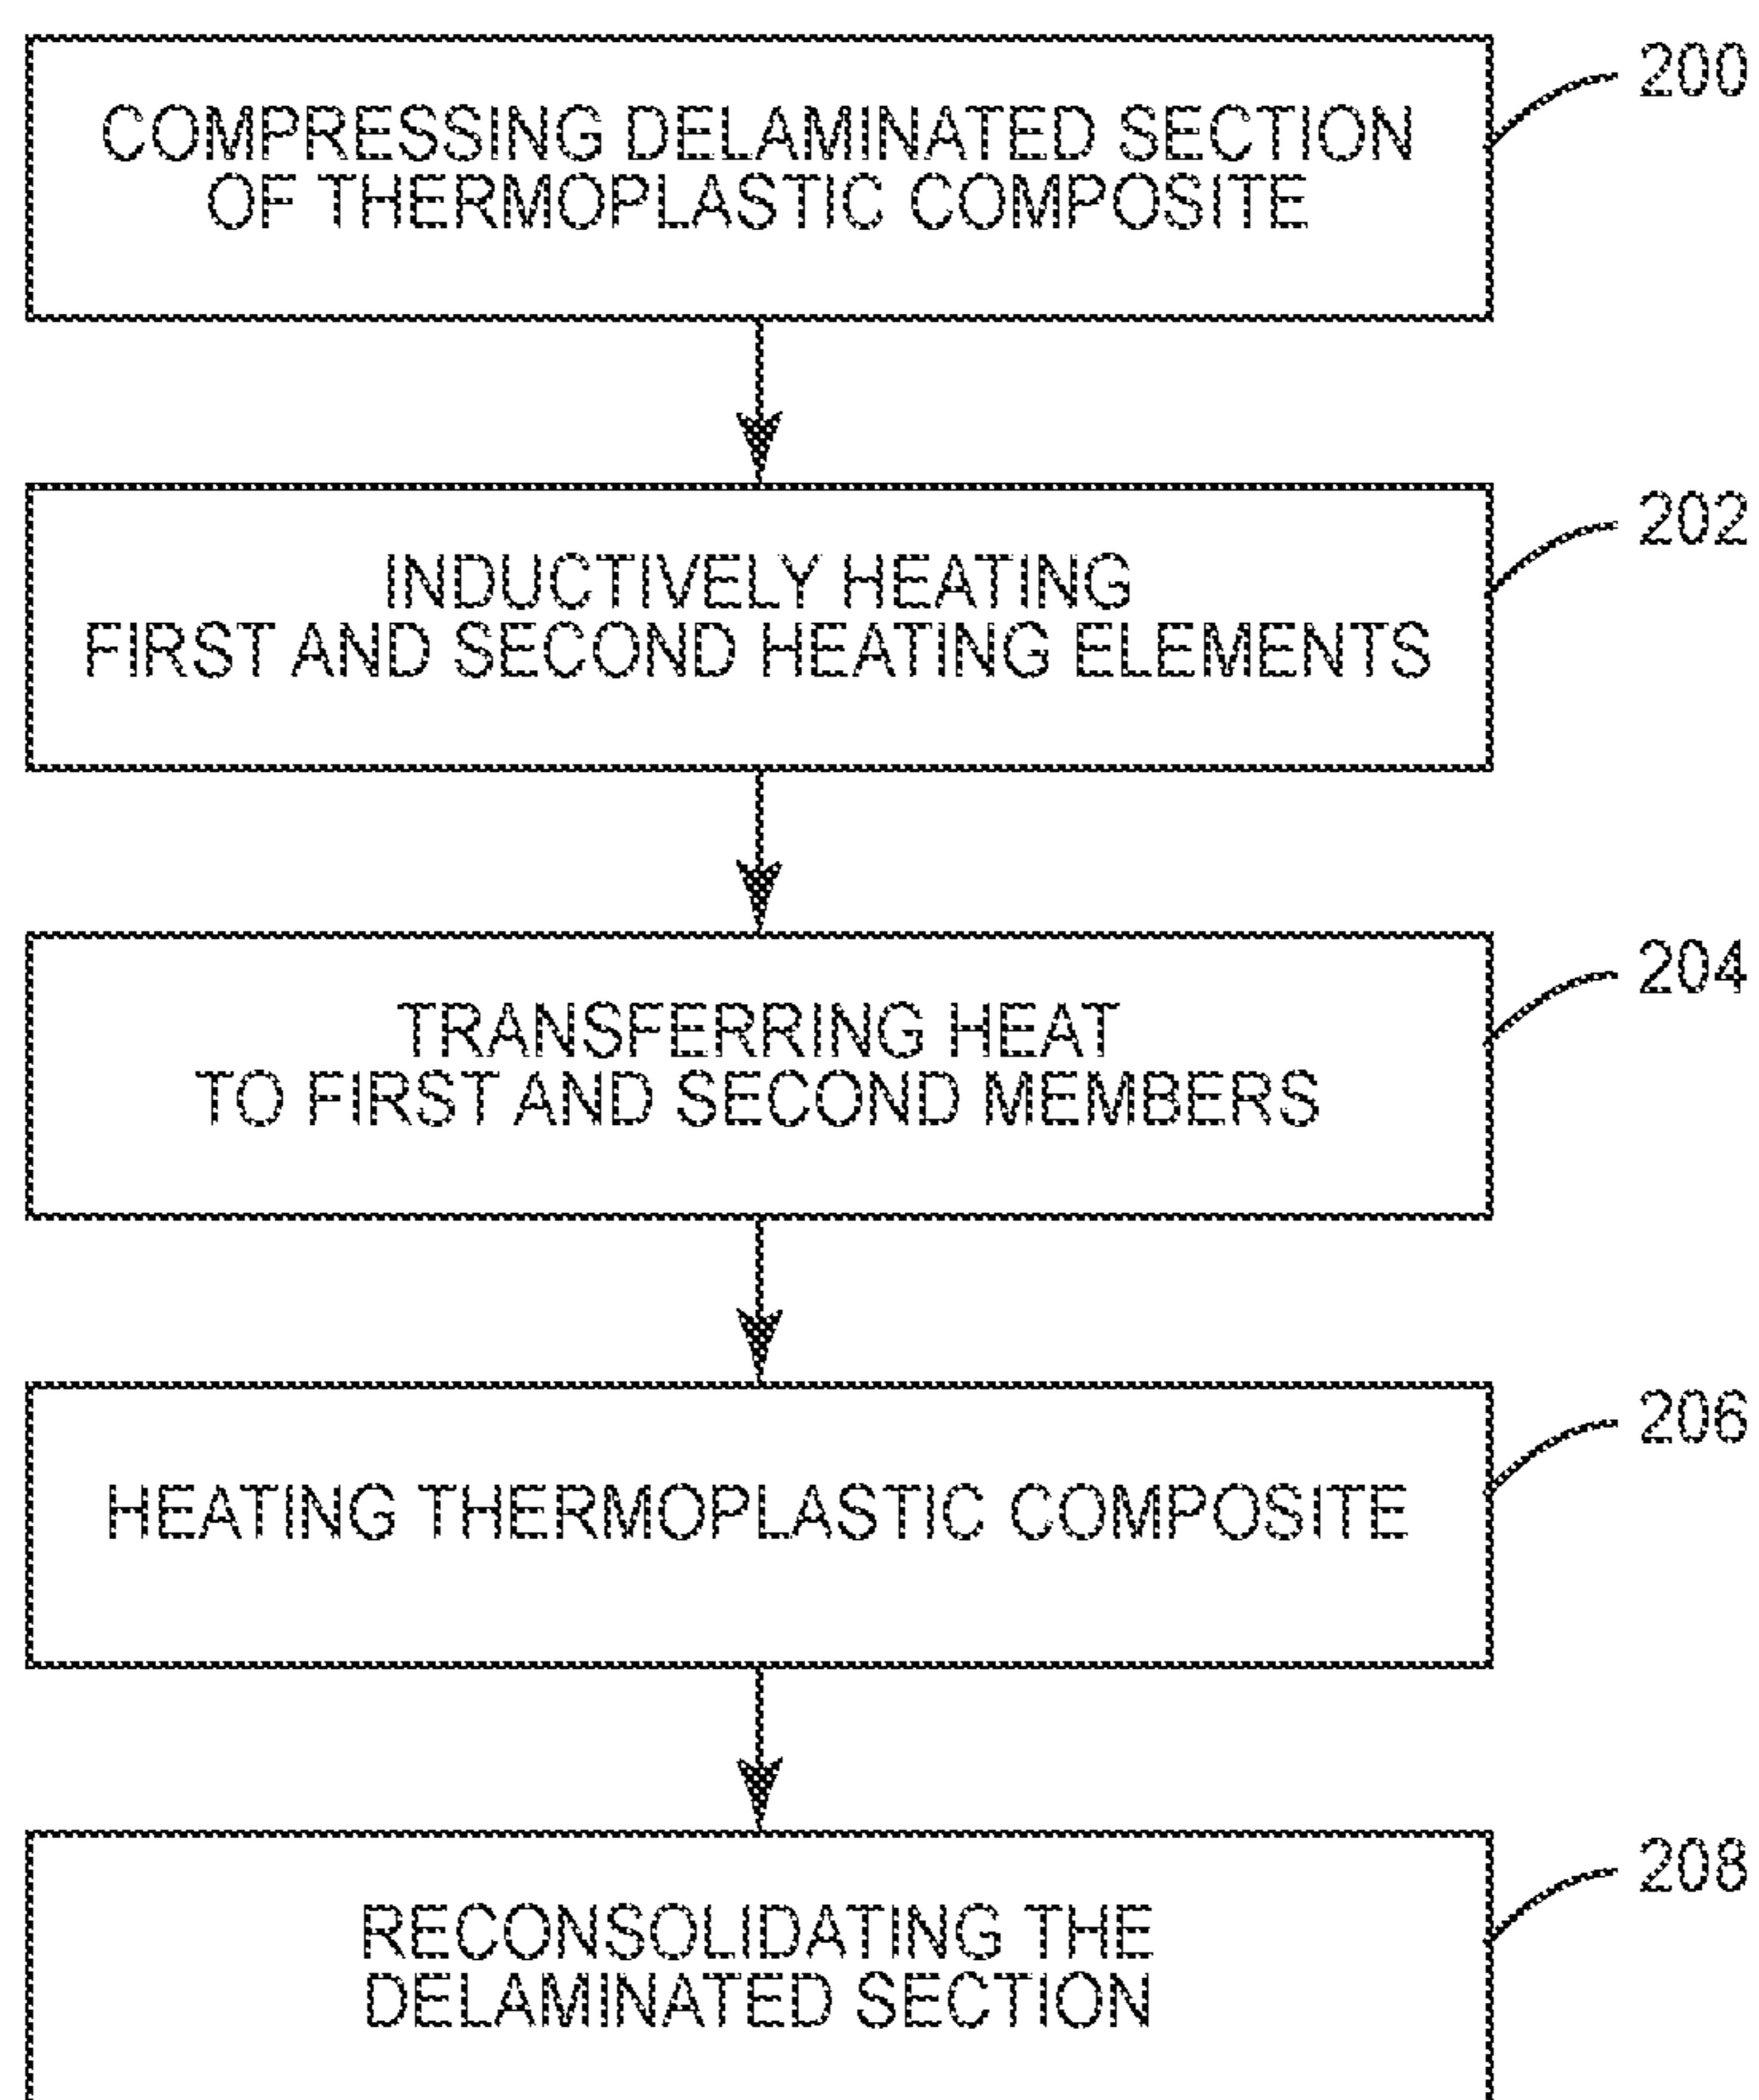 COMPRESSING DELAMINATED SECTION
OF THERMOPLASTIC COMPOSITE
200
INDUCTIVELY HEATING
FIRST AND SECOND HEATING ELEMENTS
202
TRANSFERRING HEAT
TO FIRST AND SECOND MEMBERS
204
HEATING THERMOPLASTIC COMPOSITE
206
RECONSOLIDATING THE
DELAMINATED SECTION
208